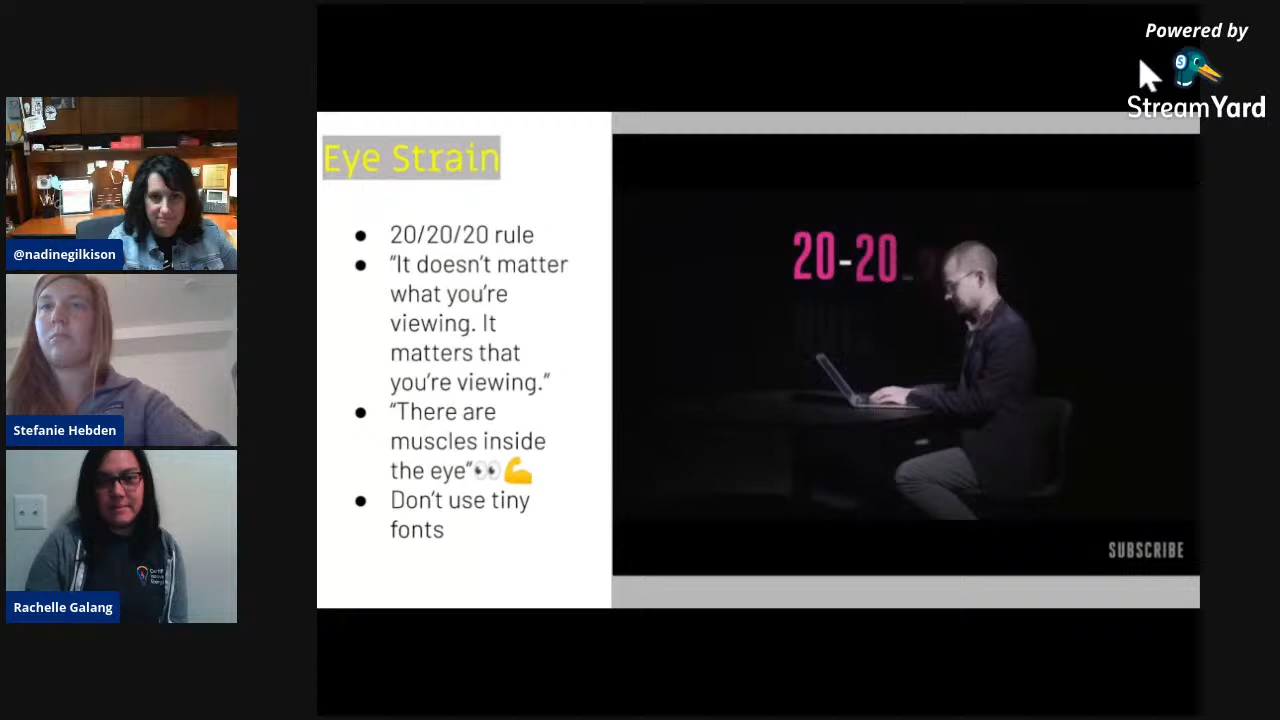 Powered by
StreamYard
@nadinegilkison
Stefanie Hebden
Rachelle Galang
Eye Strain
● 20/20/20 rule
● “It doesn’t matter
what you’re
viewing. It
matters that
you’re viewing.”
● “There are
muscles inside
the eye”👀💪
● Don’t use tiny
fonts
20-20-
SUBSCRIBE